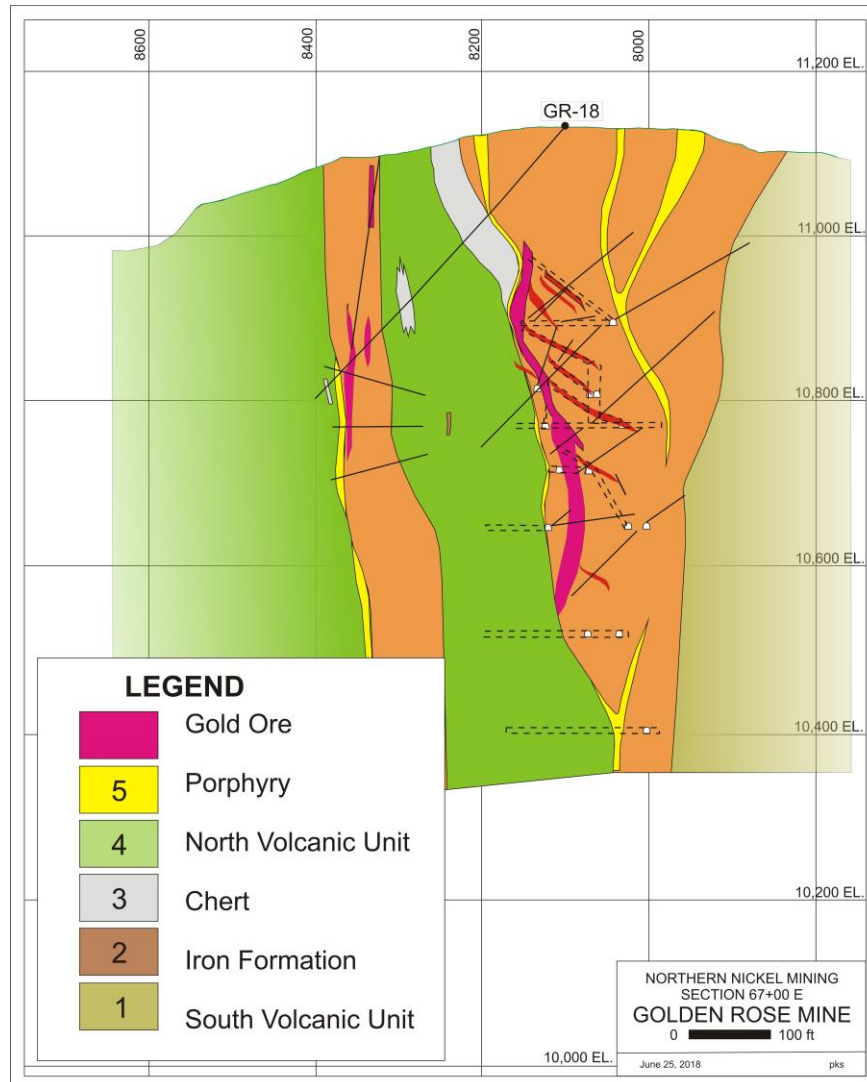 8600
8400
8200
8000
11,200 EL.
GR-18
11,000 EL.
10,800 EL.
10,600 EL.
10,400 EL.
10,200 EL.
10,000 EL.
LEGEND
Gold Ore
5 Porphyry
4 North Volcanic Unit
3 Chert
2 Iron Formation
1 South Volcanic Unit
NORTHERN NICKEL MINING
SECTION 67+00 E
GOLDEN ROSE MINE
0 100 ft
June 25, 2018 pks